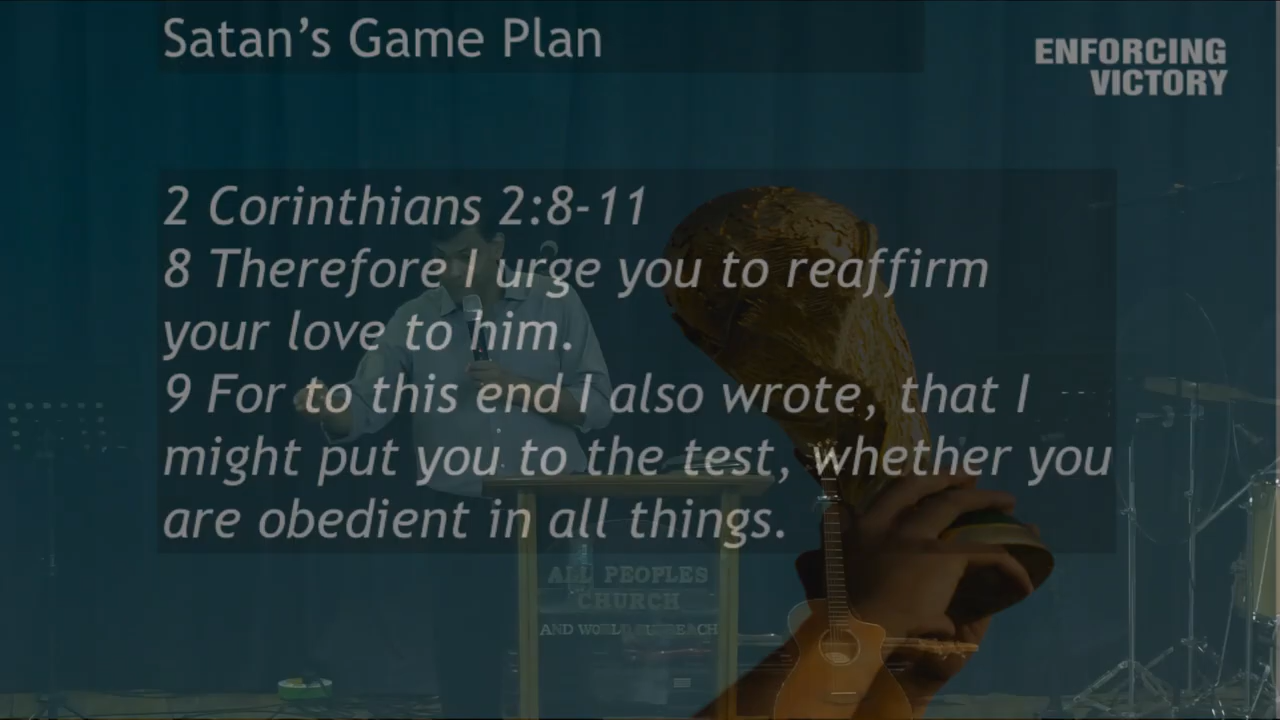 Satan’s Game Plan
ENFORCING
VICTORY
2 Corinthians 2:8-11
8 Therefore I urge you to reaffirm
your love to him.
9 For to this end I also wrote, that I
might put you to the test, whether you
are obedient in all things.
ALL PEOPLES
CHURCH
AND WORLD OUTREACH